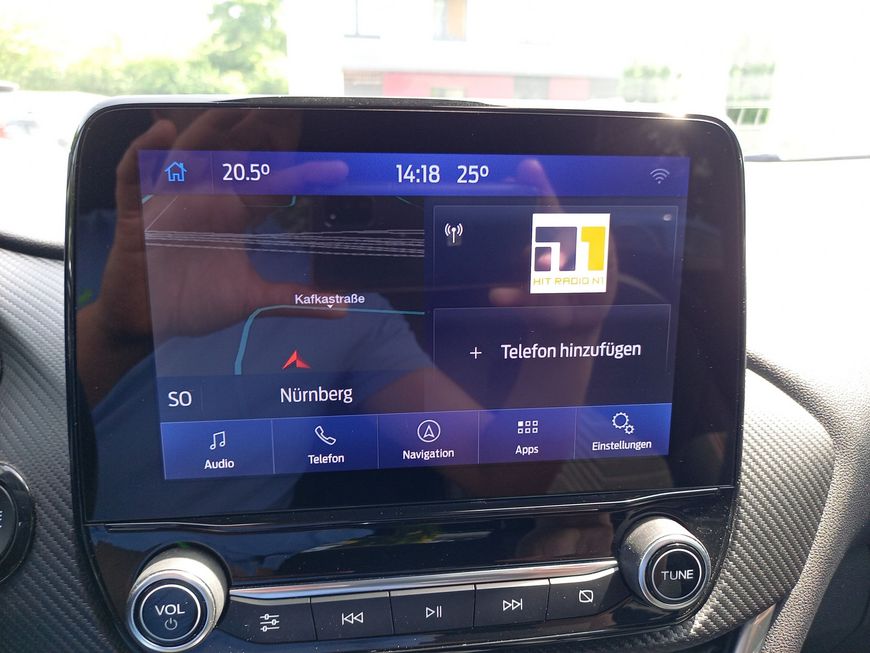 20.5° 14:18 25°
n1
HIT RADIO N1
Kafkastraße
+ Telefon hinzufügen
SO Nürnberg
Audio Telefon Navigation Apps Einstellungen
VOL
TUNE